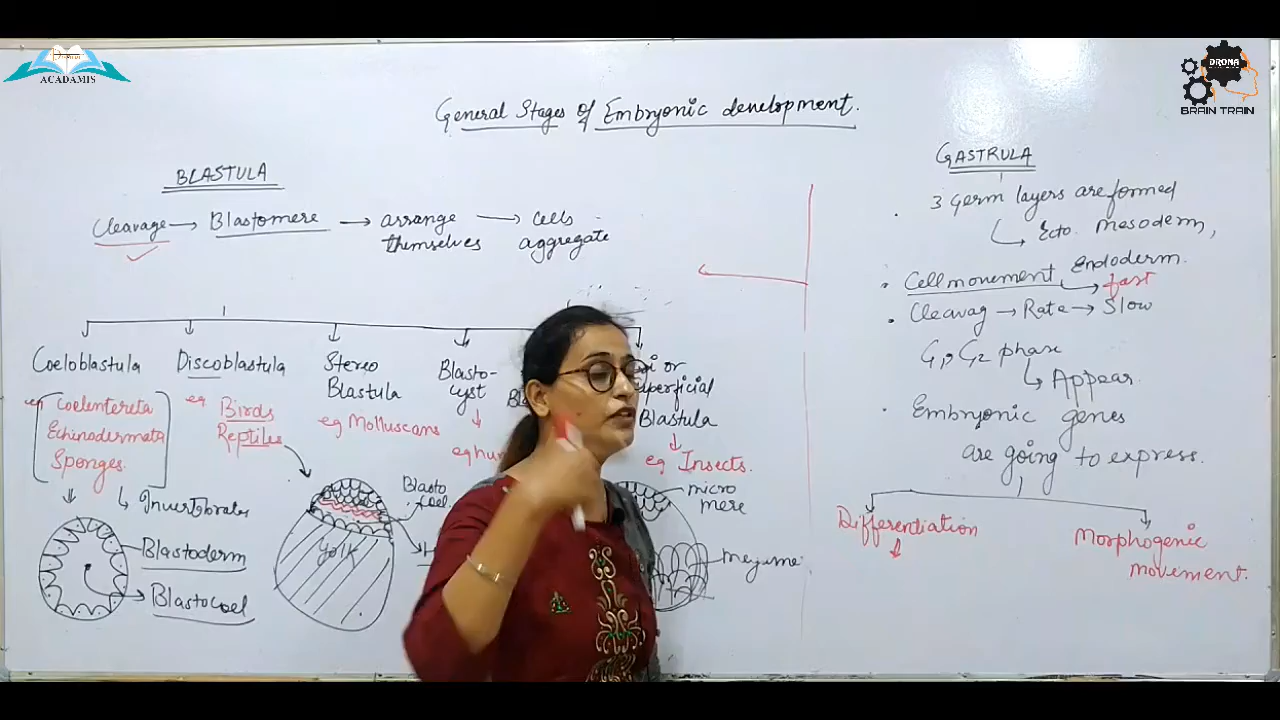 ACADAMIS
DRONA
BRAIN TRAIN
General Stages of Embryonic development.
BLASTULA
Cleavage → Blastomere → arrange → cells
themselves aggregate
Coeloblastula
Discoblastula
Stereo
Blastula
Blasto-
cyst
or
Blastula
eg Coelentereta
Echinodermata
Sponges.
Invertebrates
eg Birds
Reptiles
eg Molluscans
eg Insects.
Blastoderm
Blastocoel
Yolk
Blasto
coel.
micro
mere
GASTRULA
3 Germ layers are formed
Ecto. Mesoderm,
Endoderm.
Cell movement → fast
Cleavag → Rate → Slow
G1, G2 phase
Appear.
Embryonic genes
are going to express.
Differentiation
Morphogenic
movement.